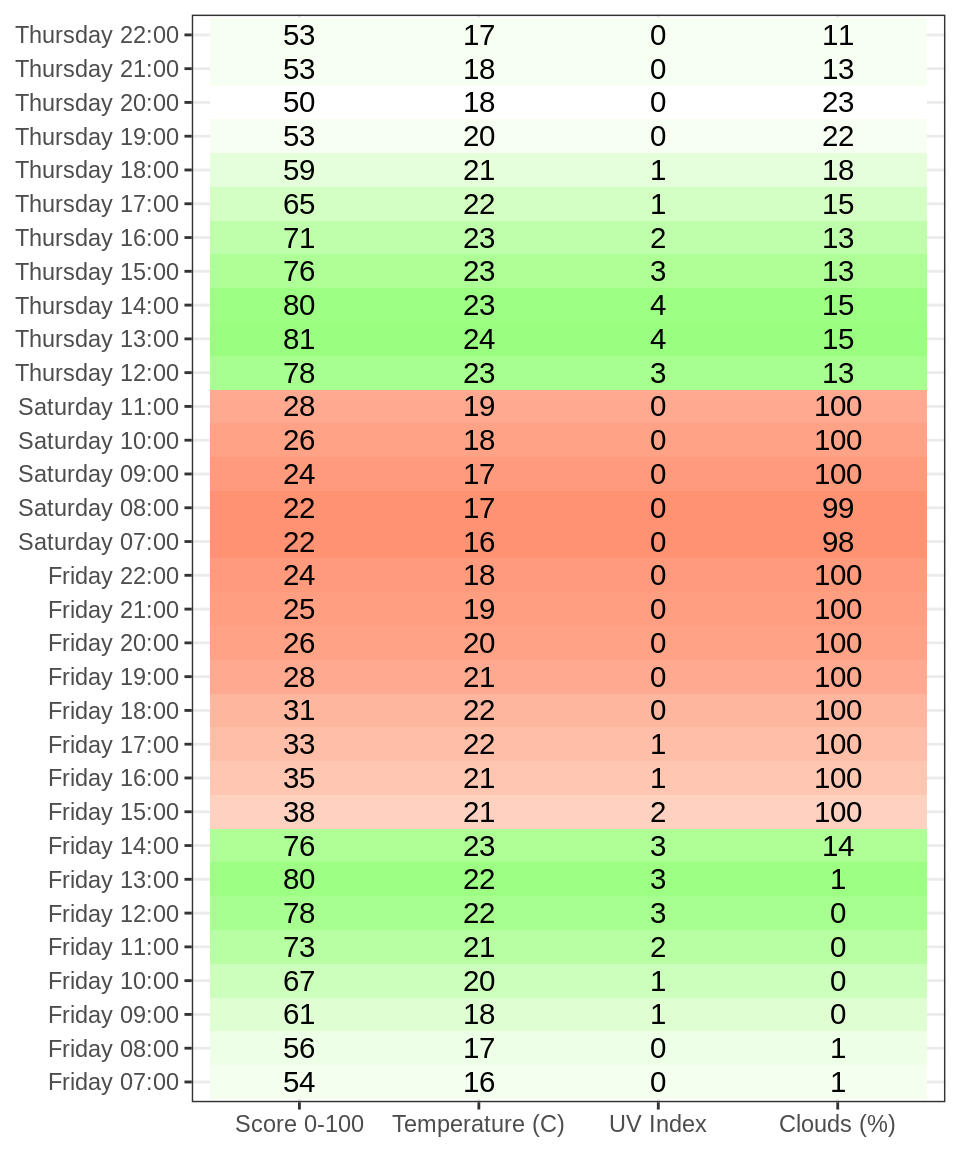 Thursday 22:00 53 17 0 11
Thursday 21:00 53 18 0 13
Thursday 20:00 50 18 0 23
Thursday 19:00 53 20 0 22
Thursday 18:00 59 21 1 18
Thursday 17:00 65 22 1 15
Thursday 16:00 71 23 2 13
Thursday 15:00 76 23 3 13
Thursday 14:00 80 23 4 15
Thursday 13:00 81 24 4 15
Thursday 12:00 78 23 3 13
Saturday 11:00 28 19 0 100
Saturday 10:00 26 18 0 100
Saturday 09:00 24 17 0 100
Saturday 08:00 22 17 0 99
Saturday 07:00 22 16 0 98
Friday 22:00 24 18 0 100
Friday 21:00 25 19 0 100
Friday 20:00 26 20 0 100
Friday 19:00 28 21 0 100
Friday 18:00 31 22 0 100
Friday 17:00 33 22 1 100
Friday 16:00 35 21 1 100
Friday 15:00 38 21 2 100
Friday 14:00 76 23 3 14
Friday 13:00 80 22 3 1
Friday 12:00 78 22 3 0
Friday 11:00 73 21 2 0
Friday 10:00 67 20 1 0
Friday 09:00 61 18 1 0
Friday 08:00 56 17 0 1
Friday 07:00 54 16 0 1
Score 0-100 Temperature (C) UV Index Clouds (%)